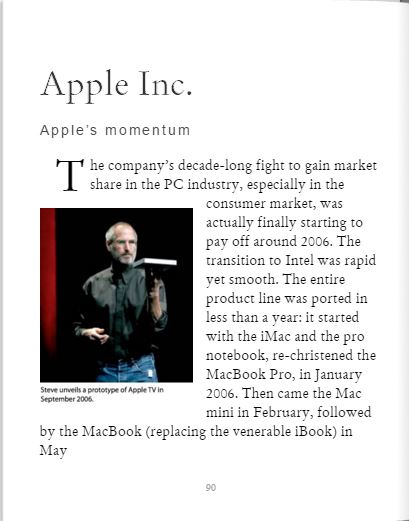 Apple Inc.
Apple's momentum
The company's decade-long fight to gain market
share in the PC industry, especially in the
consumer market, was
actually finally starting to
pay off around 2006. The
transition to Intel was rapid
yet smooth. The entire
product line was ported in
less than a year: it started
with the iMac and the pro
notebook, re-christened the
MacBook Pro, in January
2006. Then came the Mac
mini in February, followed
by the MacBook (replacing the venerable iBook) in
May
Steve unveils a prototype of Apple TV in
September 2006.
90